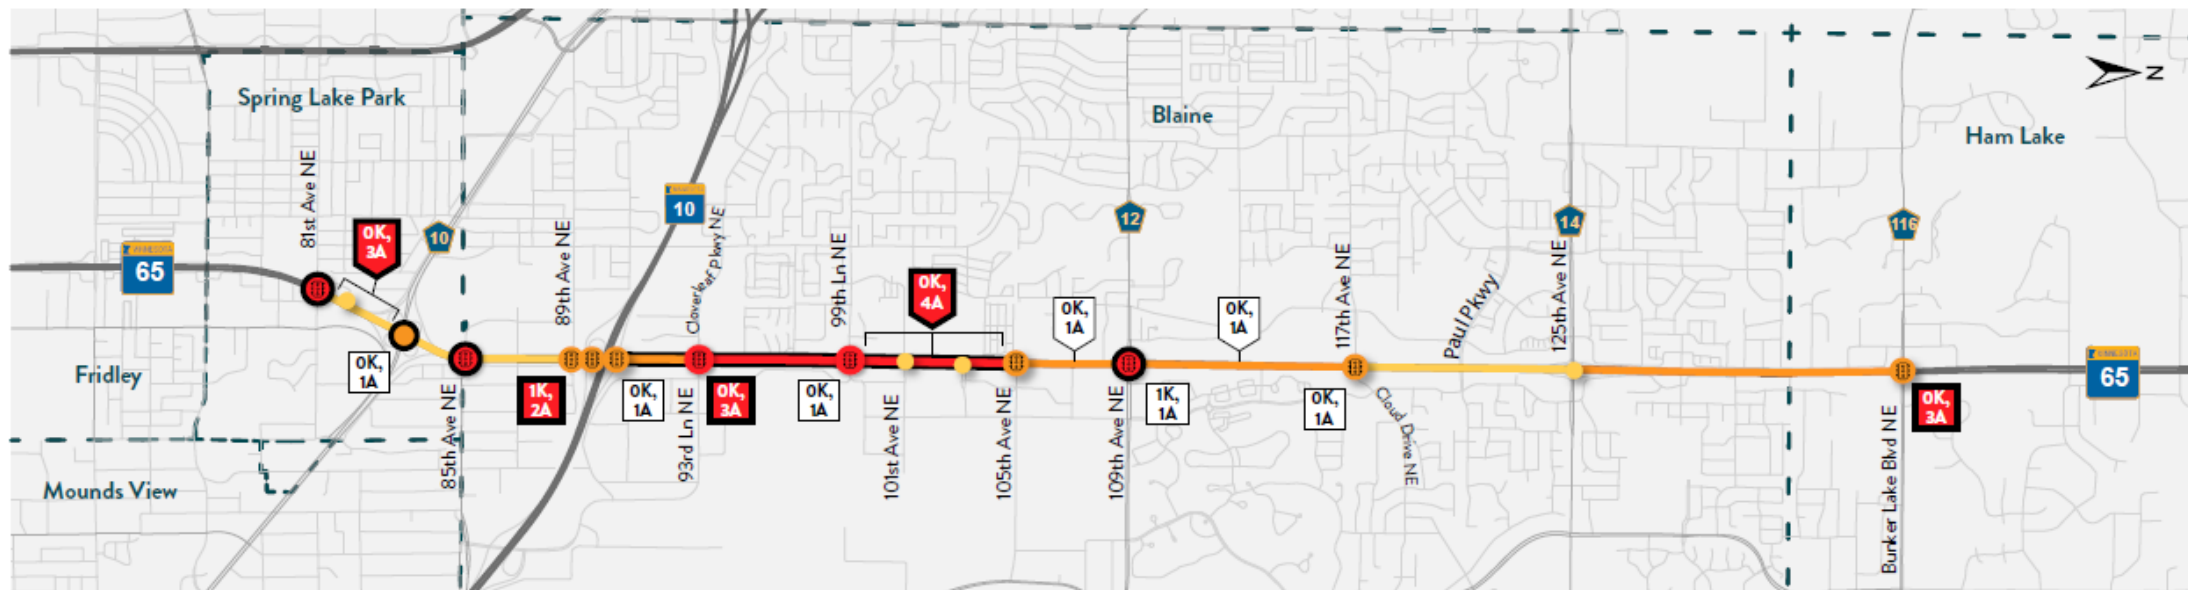 Spring Lake Park
Blaine
Ham Lake
Fridley
Mounds View
N
MINNESOTA
65
81st Ave NE
0K,
3A
10
0K,
1A
85th Ave NE
89th Ave NE
1K,
2A
10
Cloverleaf Pkwy NE
0K,
1A
93rd Ln NE
0K,
3A
99th Ln NE
0K,
1A
0K,
4A
101st Ave NE
105th Ave NE
0K,
1A
12
109th Ave NE
1K,
1A
0K,
1A
117th Ave NE
0K,
1A
Cloud Drive NE
Paul Pkwy
14
125th Ave NE
116
Bunker Lake Blvd NE
0K,
3A
65